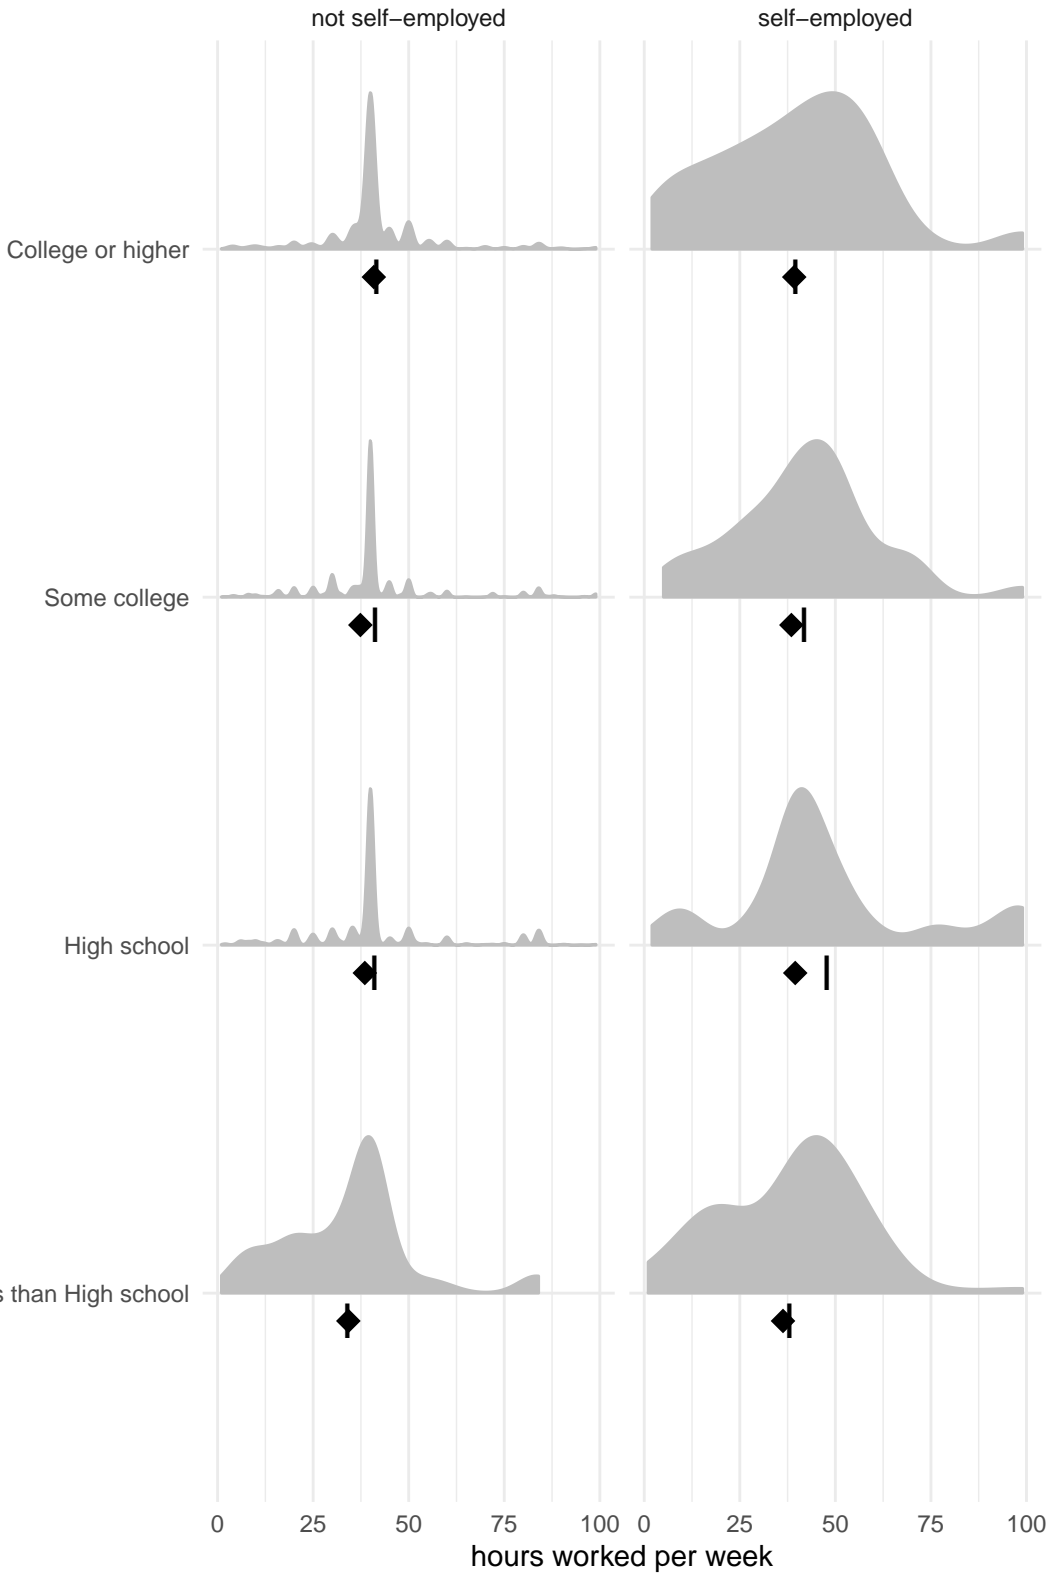 not self−employed
self−employed
College or higher
Some college
High school
s than High school
0 25 50 75 100 0 25 50 75 100
hours worked per week